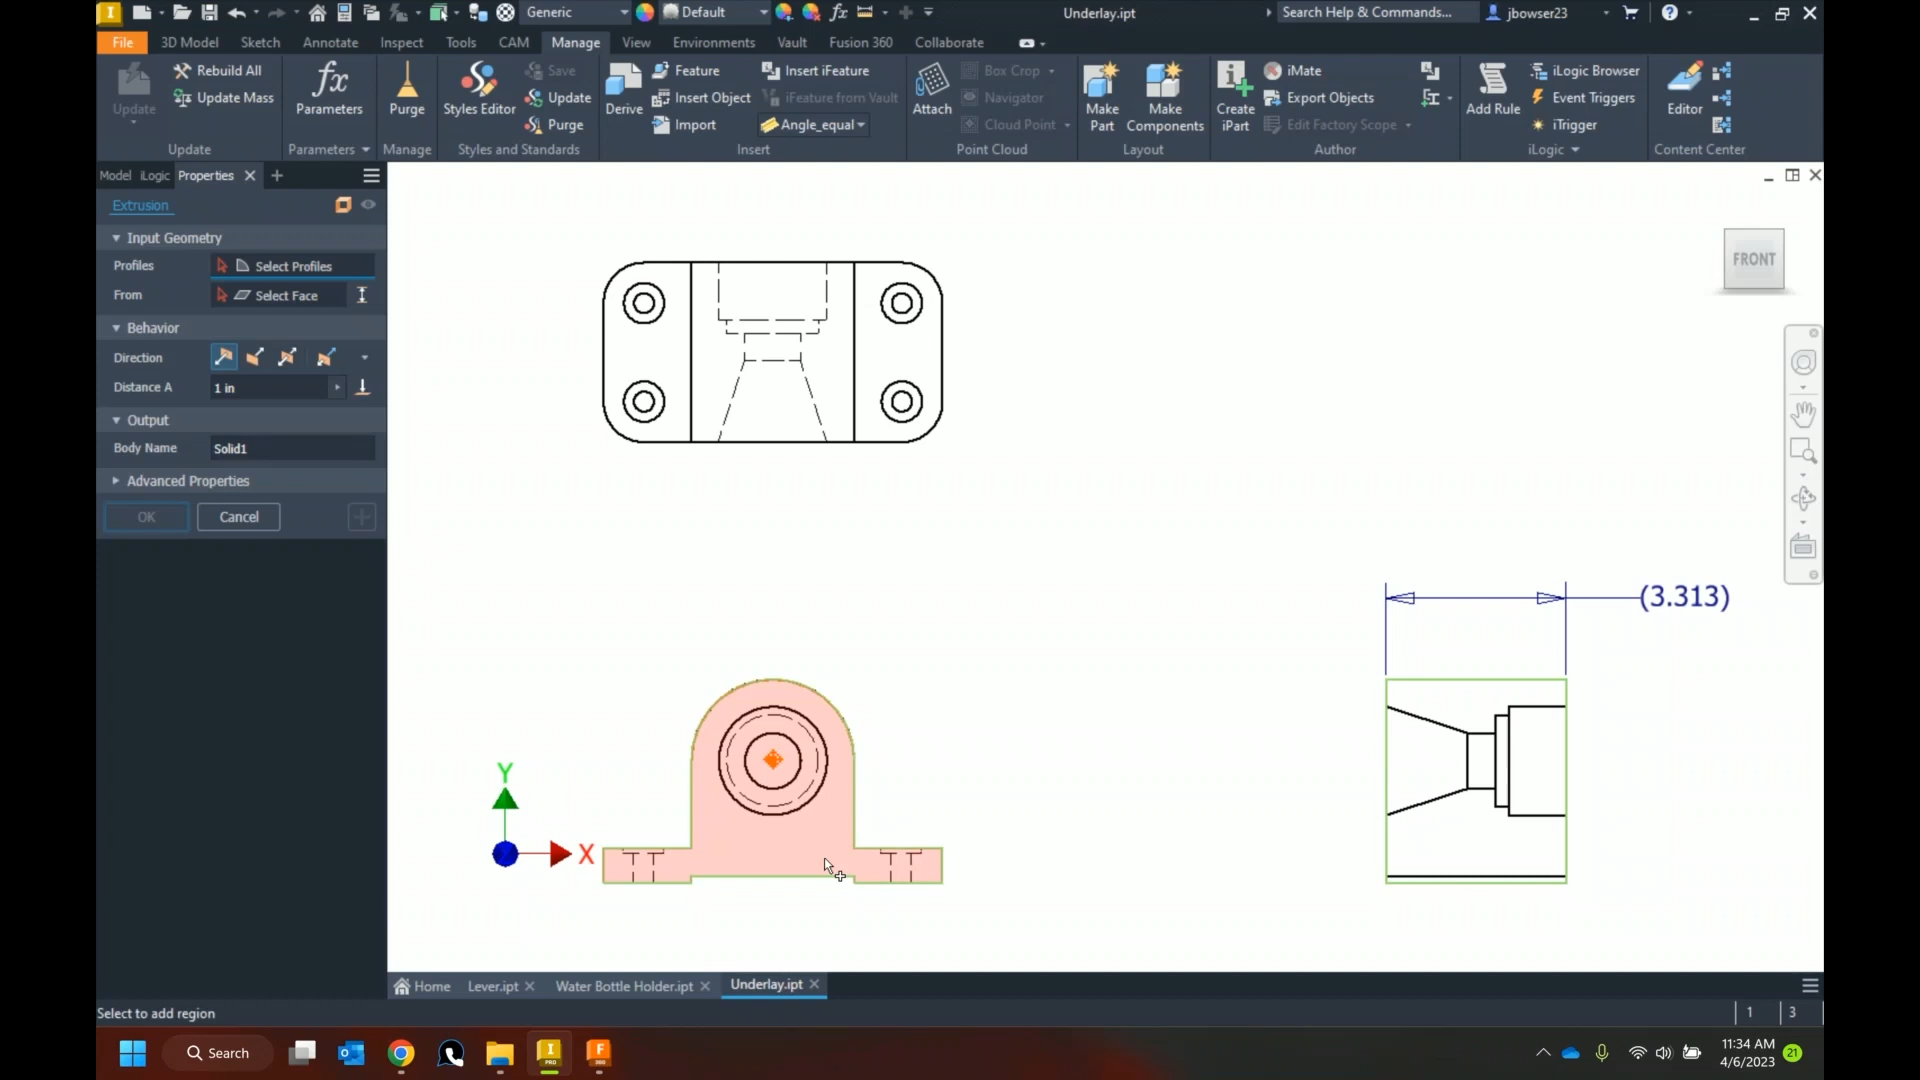 Generic
Default
Underlay.ipt
Search Help & Commands...
jbowser23
File
3D Model
Sketch
Annotate
Inspect
Tools
CAM
Manage
View
Environments
Vault
Fusion 360
Collaborate
Update
Rebuild All
Update Mass
Update
fx
Parameters
Parameters
Purge
Manage
Styles Editor
Save
Update
Purge
Styles and Standards
Derive
Feature
Insert Object
Import
Insert iFeature
iFeature from Vault
Angle_equal
Insert
Attach
Box Crop
Navigator
Cloud Point
Point Cloud
Make Part
Make Components
Layout
Create iPart
iMate
Export Objects
Edit Factory Scope
Author
Add Rule
iLogic Browser
Event Triggers
iTrigger
iLogic
Editor
Content Center
Model
iLogic
Properties
Extrusion
Input Geometry
Profiles
Select Profiles
From
Select Face
Behavior
Direction
Distance A
1 in
Output
Body Name
Solid1
Advanced Properties
OK
Cancel
FRONT
(3.313)
Y
X
Home
Lever.ipt
Water Bottle Holder.ipt
Underlay.ipt
Select to add region
1
3
Search
11:34 AM
4/6/2023
21